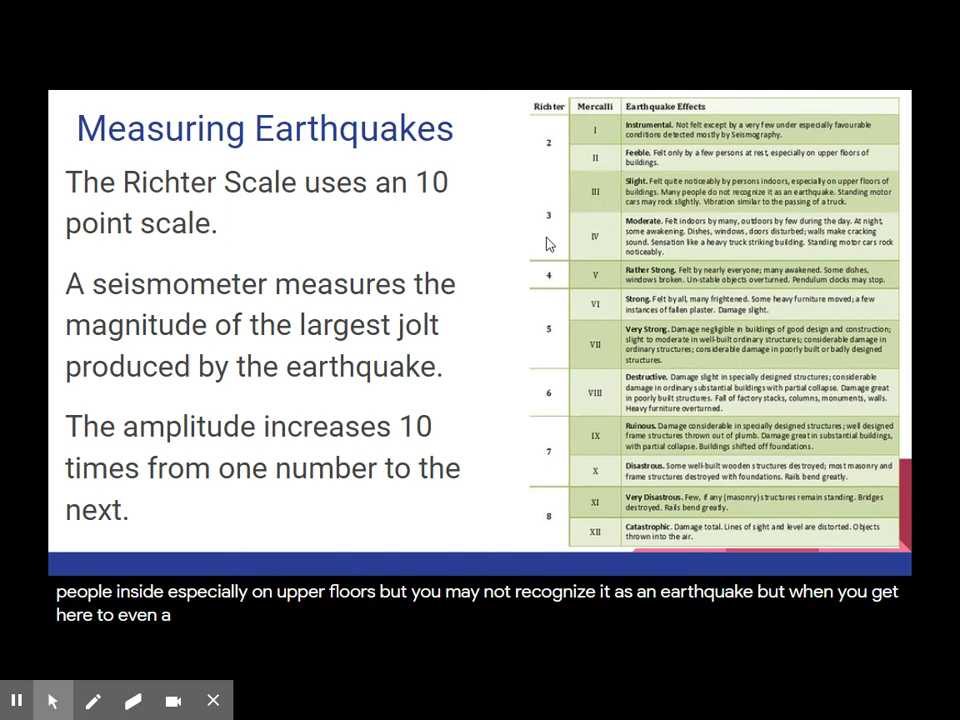 Measuring Earthquakes
The Richter Scale uses an 10
point scale.
A seismometer measures the
magnitude of the largest jolt
produced by the earthquake.
The amplitude increases 10
times from one number to the
next.
Richter Mercalli Earthquake Effects
2
I Instrumental. Not felt except by a very few under especially favourable
conditions detected mostly by Seismography.
II Feeble. Felt only by a few persons at rest, especially on upper floors of
buildings.
3
III Slight. Felt quite noticeably by persons indoors, especially on upper floors of
buildings. Many people do not recognize it as an earthquake. Standing motor
cars may rock slightly. Vibration similar to the passing of a truck.
IV Moderate. Felt indoors by many, outdoors by few during the day. At night,
some awakening. Dishes, windows, doors disturbed; walls make cracking
sound. Sensation like a heavy truck striking building. Standing motor cars rock
noticeably.
4 V Rather Strong. Felt by nearly everyone; many awakened. Some dishes,
windows broken. Un-stable objects overturned. Pendulum clocks may stop.
5
VI Strong. Felt by all, many frightened. Some heavy furniture moved; a few
instances of fallen plaster. Damage slight.
VII Very Strong. Damage negligible in buildings of good design and construction;
slight to moderate in well-built ordinary structures; considerable damage in
ordinary structures; considerable damage in poorly built or badly designed
structures.
6 VIII Destructive. Damage slight in specially designed structures; considerable
damage in ordinary substantial buildings with partial collapse. Damage great
in poorly built structures. Fall of factory stacks, columns, monuments, walls.
Heavy furniture overturned.
7
IX Ruinous. Damage considerable in specially designed structures; well designed
frame structures thrown out of plumb. Damage great in substantial buildings,
with partial collapse. Buildings shifted off foundations.
X Disastrous. Some well-built wooden structures destroyed; most masonry and
frame structures destroyed with foundations. Rails bend greatly.
8
XI Very Disastrous. Few, if any (masonry) structures remain standing. Bridges
destroyed. Rails bend greatly.
XII Catastrophic. Damage total. Lines of sight and level are distorted. Objects
thrown into the air.
people inside especially on upper floors but you may not recognize it as an earthquake but when you get
here to even a